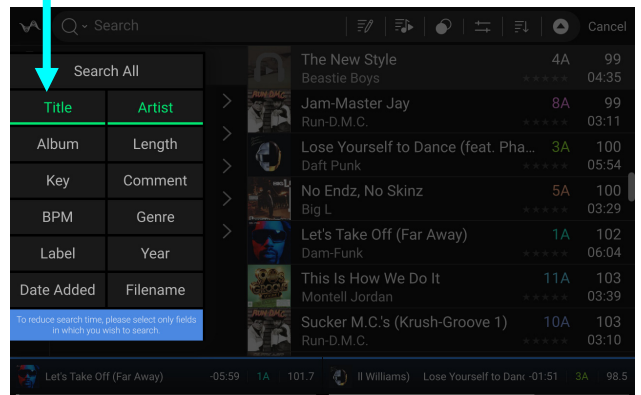 Search
Cancel
Search All
Title
Artist
Album
Length
Key
Comment
BPM
Genre
Label
Year
Date Added
Filename
To reduce search time, please select only fields
in which you wish to search.
The New Style 4A 99
Beastie Boys 04:35
Jam-Master Jay 8A 99
Run-D.M.C. 03:11
Lose Yourself to Dance (feat. Pha... 3A 100
Daft Punk 05:54
No Endz, No Skinz 5A 100
Big L 03:29
Let's Take Off (Far Away) 1A 102
Dam-Funk 06:04
This Is How We Do It 11A 103
Montell Jordan 03:39
Sucker M.C.'s (Krush-Groove 1) 10A 103
Run-D.M.C. 03:10
Let's Take Off (Far Away) -05:59 1A 101.7
ll Williams) Lose Yourself to Danc -01:51 3A 98.5